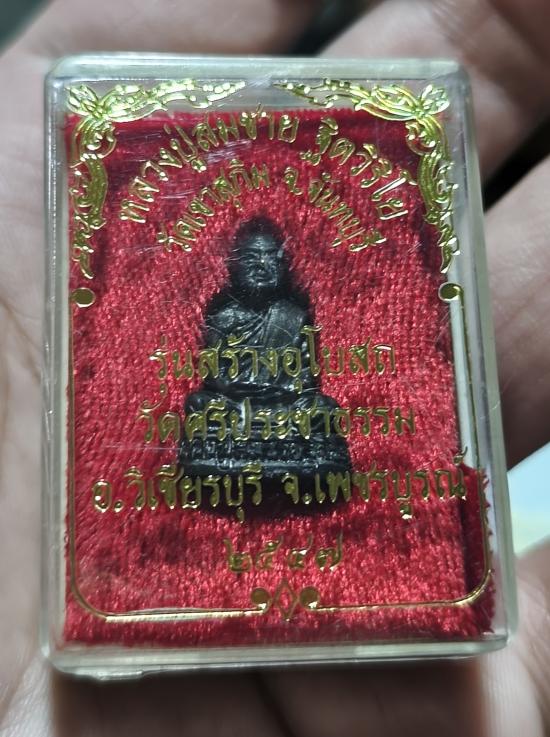 หลวงปู่สมชาย ฐิตวิริโย
วัดเขาสุกิม จ.จันทบุรี
รุ่นสร้างอุโบสถ
วัดศรีประชาธรรม
อ.วิเชียรบุรี จ.เพชรบูรณ์
๒๕๔๗